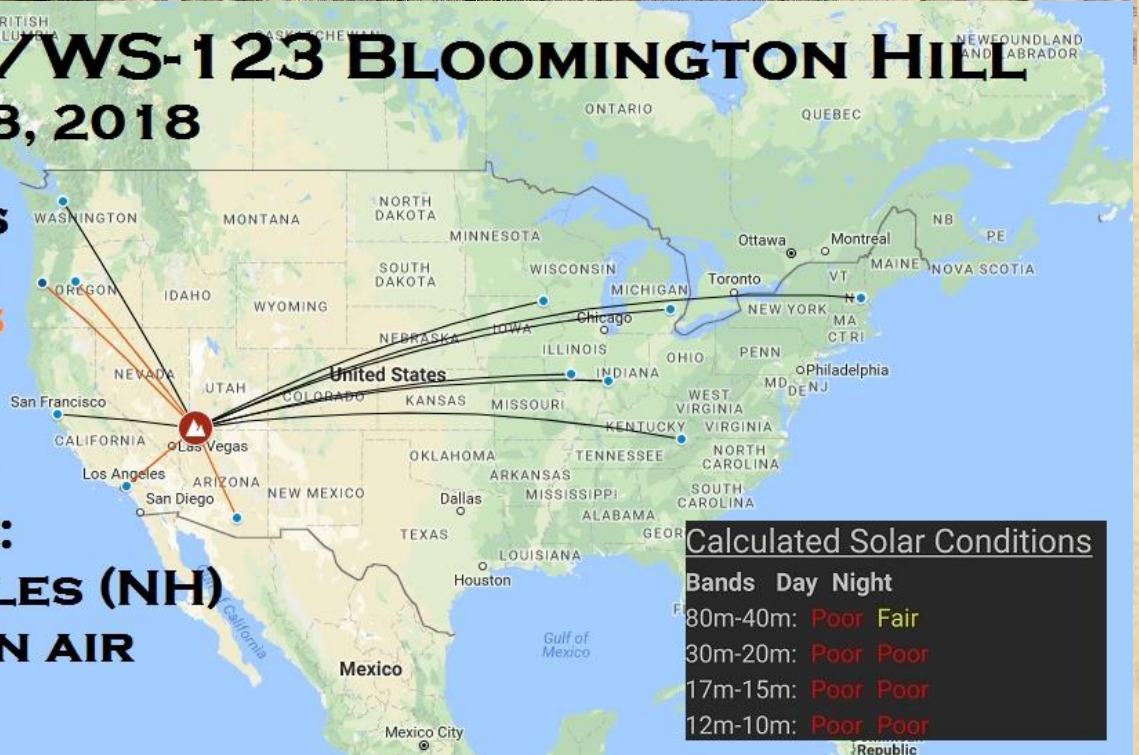 /WS-123 BLOOMINGTON HILL
8, 2018
S
S
:
LES (NH)
N AIR
RITISH
LUMBIA
SASKATCHEWAN
NEWFOUNDLAND
AND LABRADOR
ONTARIO
QUEBEC
WASHINGTON
MONTANA
NORTH
DAKOTA
MINNESOTA
Ottawa
Montreal
NB
PE
MAINE
NOVA SCOTIA
OREGON
IDAHO
SOUTH
DAKOTA
WISCONSIN
MICHIGAN
Toronto
VT
N
WYOMING
IOWA
Chicago
NEW YORK
MA
CT RI
NEBRASKA
ILLINOIS
OHIO
PENN
NEVADA
UTAH
United States
INDIANA
Philadelphia
MD
DE
NJ
San Francisco
COLORADO
KANSAS
MISSOURI
WEST
VIRGINIA
CALIFORNIA
Las Vegas
KENTUCKY
VIRGINIA
OKLAHOMA
TENNESSEE
NORTH
CAROLINA
Los Angeles
ARIZONA
NEW MEXICO
ARKANSAS
San Diego
Dallas
MISSISSIPPI
SOUTH
CAROLINA
ALABAMA
TEXAS
GEOR
LOUISIANA
Houston
F
Gulf of
California
Gulf of
Mexico
Mexico
Mexico City
Republic
Calculated Solar Conditions
Bands Day Night
80m-40m: Poor Fair
30m-20m: Poor Poor
17m-15m: Poor Poor
12m-10m: Poor Poor